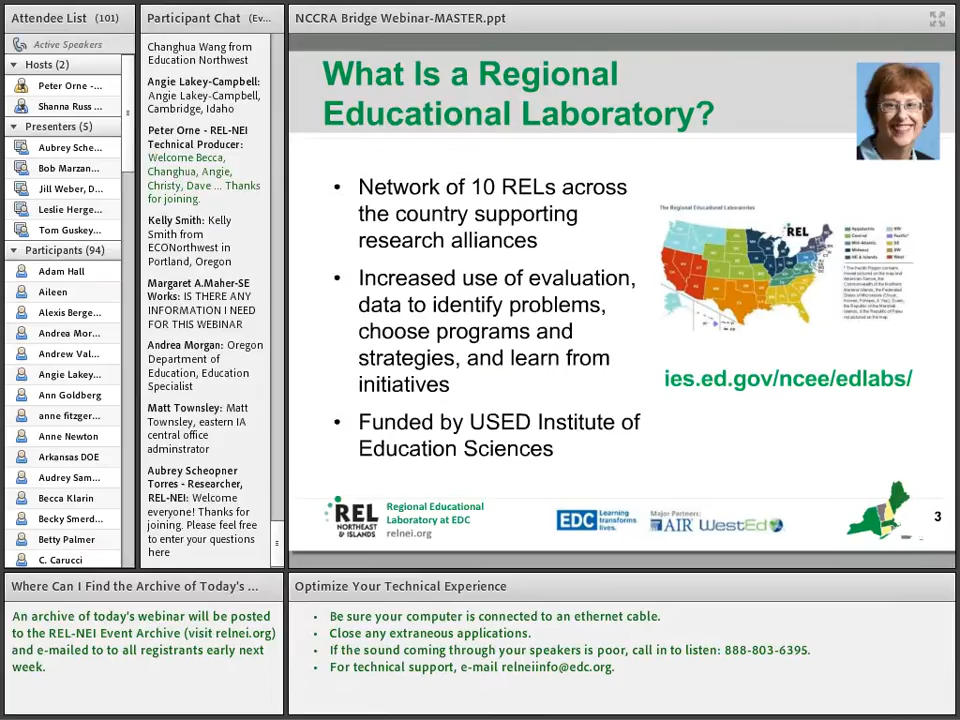 Attendee List (101)
Active Speakers
Hosts (2)
Peter Orne -...
Shanna Russ ...
Presenters (5)
Aubrey Sche...
Bob Marzan...
Jill Weber, D...
Leslie Herge...
Tom Guskey...
Participants (94)
Adam Hall
Aileen
Alexis Berge...
Andrea Mor...
Andrew Val...
Angie Lakey...
Ann Goldberg
anne fitzger...
Anne Newton
Arkansas DOE
Audrey Sam...
Becca Klarin
Becky Smerd...
Betty Palmer
C. Carucci
Participant Chat (Ev...
Changhua Wang from
Education Northwest
Angie Lakey-Campbell:
Angie Lakey-Campbell,
Cambridge, Idaho
Peter Orne - REL-NEI
Technical Producer:
Welcome Becca,
Changhua, Angie,
Christy, Dave ... Thanks
for joining.
Kelly Smith: Kelly
Smith from
ECONorthwest in
Portland, Oregon
Margaret A.Maher-SE
Works: IS THERE ANY
INFORMATION I NEED
FOR THIS WEBINAR
Andrea Morgan: Oregon
Department of
Education, Education
Specialist
Matt Townsley: Matt
Townsley, eastern IA
central office
adminstrator
Aubrey Scheopner
Torres - Researcher,
REL-NEI: Welcome
everyone! Thanks for
joining. Please feel free
to enter your questions
here
NCCRA Bridge Webinar-MASTER.ppt
What Is a Regional
Educational Laboratory?
• Network of 10 RELs across
the country supporting
research alliances
• Increased use of evaluation,
data to identify problems,
choose programs and
strategies, and learn from
initiatives
• Funded by USED Institute of
Education Sciences
The Regional Educational Laboratories
REL
ies.ed.gov/ncee/edlabs/
REL
NORTHEAST
& ISLANDS
Regional Educational
Laboratory at EDC
relnei.org
EDC
Learning
transforms
lives.
Major Partners:
AIR WestEd
3
Where Can I Find the Archive of Today's ...
An archive of today's webinar will be posted
to the REL-NEI Event Archive (visit relnei.org)
and e-mailed to to all registrants early next
week.
Optimize Your Technical Experience
• Be sure your computer is connected to an ethernet cable.
• Close any extraneous applications.
• If the sound coming through your speakers is poor, call in to listen: 888-803-6395.
• For technical support, e-mail relneiinfo@edc.org.